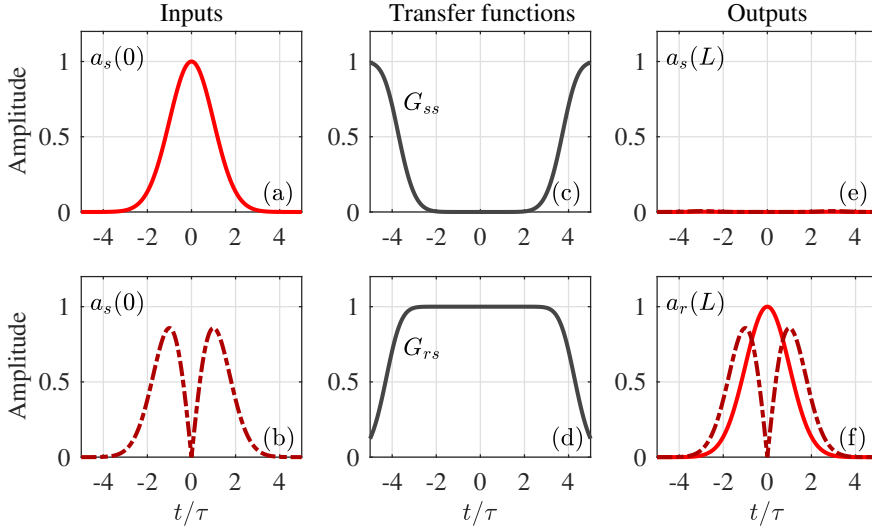 Inputs
Transfer functions
Outputs
Amplitude
1
0.5
0
a_s(0)
(a)
-4 -2 0 2 4
1
0.5
0
G_ss
(c)
-4 -2 0 2 4
1
0.5
0
a_s(L)
(e)
-4 -2 0 2 4
Amplitude
1
0.5
0
a_s(0)
(b)
-4 -2 0 2 4
t/τ
1
0.5
0
G_rs
(d)
-4 -2 0 2 4
t/τ
1
0.5
0
a_r(L)
(f)
-4 -2 0 2 4
t/τ